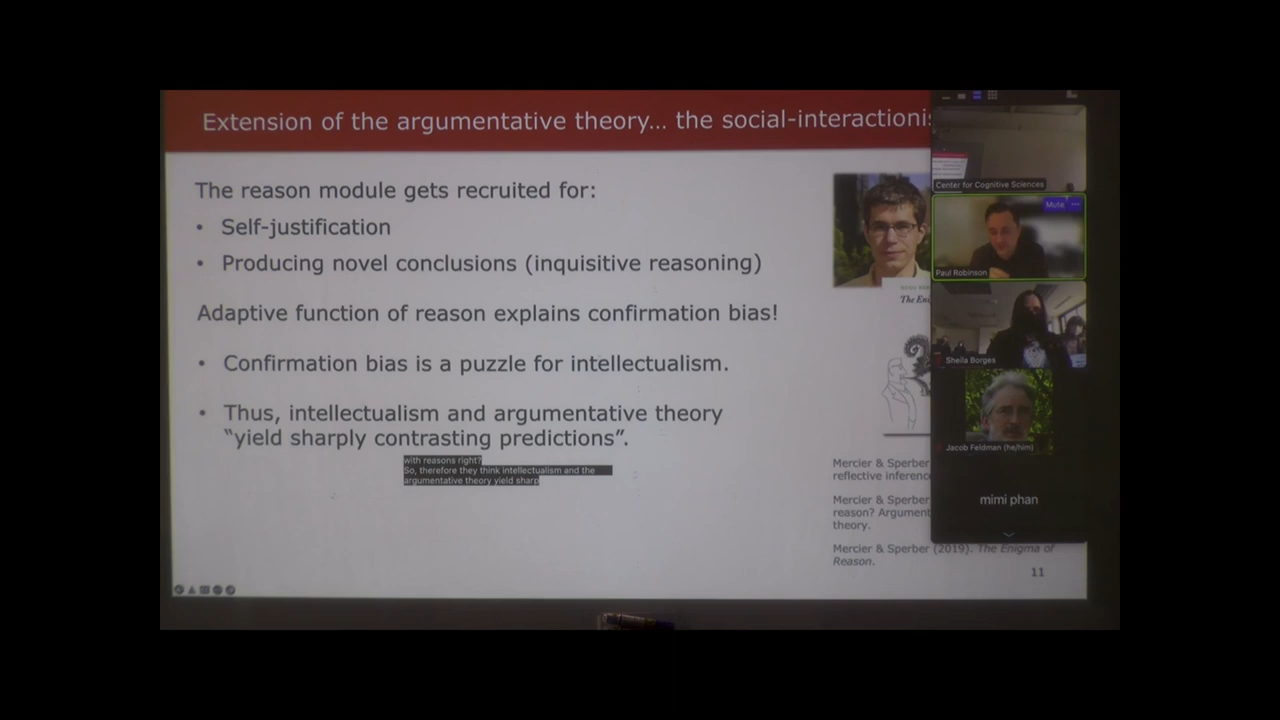 Extension of the argumentative theory… the social-interactionis
The reason module gets recruited for:
• Self-justification
• Producing novel conclusions (inquisitive reasoning)
Adaptive function of reason explains confirmation bias!
• Confirmation bias is a puzzle for intellectualism.
• Thus, intellectualism and argumentative theory
“yield sharply contrasting predictions”.
with reasons right?
So, therefore they think intellectualism and the
argumentative theory yield sharp
The Eni
Mercier & Sperber
reflective inference
Mercier & Sperber
reason? Argument
theory.
Mercier & Sperber (2019). The Enigma of
Reason.
11
Center for Cognitive Sciences
Mute
Paul Robinson
Sheila Borges
Jacob Feldman (he/him)
mimi phan